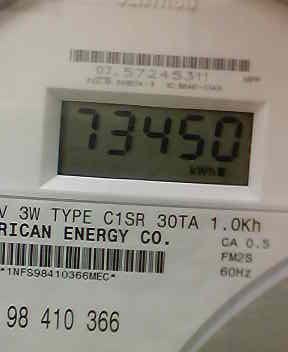 02.57245311
73450
kWh
V 3W TYPE C1SR 30TA 1.0Kh
RICAN ENERGY CO.
CA 0.5
FM2S
*1NFS98410366MEC*
60Hz
98 410 366